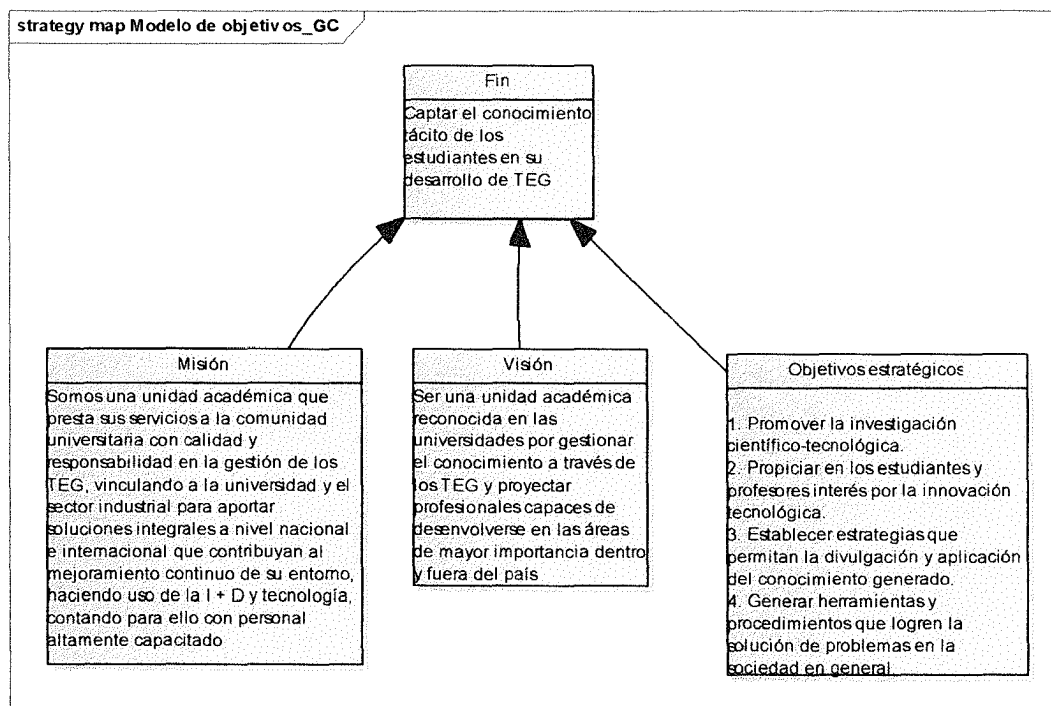 strategy map Modelo de objetivos_GC
Fin
Captar el conocimiento
tácito de los
estudiantes en su
desarrollo de TEG
Misión
Somos una unidad académica que
presta sus servicios a la comunidad
universitaria con calidad y
responsabilidad en la gestión de los
TEG, vinculando a la universidad y el
sector industrial para aportar
soluciones integrales a nivel nacional
e internacional que contribuyan al
mejoramiento continuo de su entorno,
haciendo uso de la I + D y tecnología,
contando para ello con personal
altamente capacitado
Visión
Ser una unidad académica
reconocida en las
universidades por gestionar
el conocimiento a través de
los TEG y proyectar
profesionales capaces de
desenvolverse en las áreas
de mayor importancia dentro
y fuera del país
Objetivos estratégicos
1. Promover la investigación
científico-tecnológica.
2. Propiciar en los estudiantes y
profesores interés por la innovación
tecnológica.
3. Establecer estrategias que
permitan la divulgación y aplicación
del conocimiento generado.
4. Generar herramientas y
procedimientos que logren la
solución de problemas en la
sociedad en general